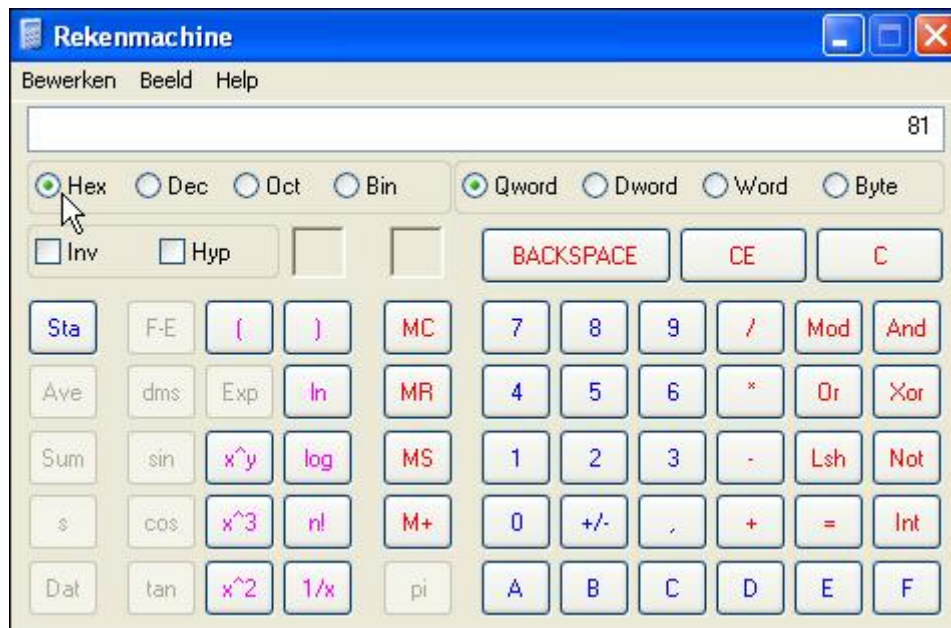 Rekenmachine
Bewerken Beeld Help
81
Hex Dec Oct Bin Qword Dword Word Byte
Inv Hyp BACKSPACE CE C
Sta F-E ( ) MC 7 8 9 / Mod And
Ave dms Exp ln MR 4 5 6 * Or Xor
Sum sin x^y log MS 1 2 3 - Lsh Not
s cos x^3 n! M+ 0 +/- , + = Int
Dat tan x^2 1/x pi A B C D E F